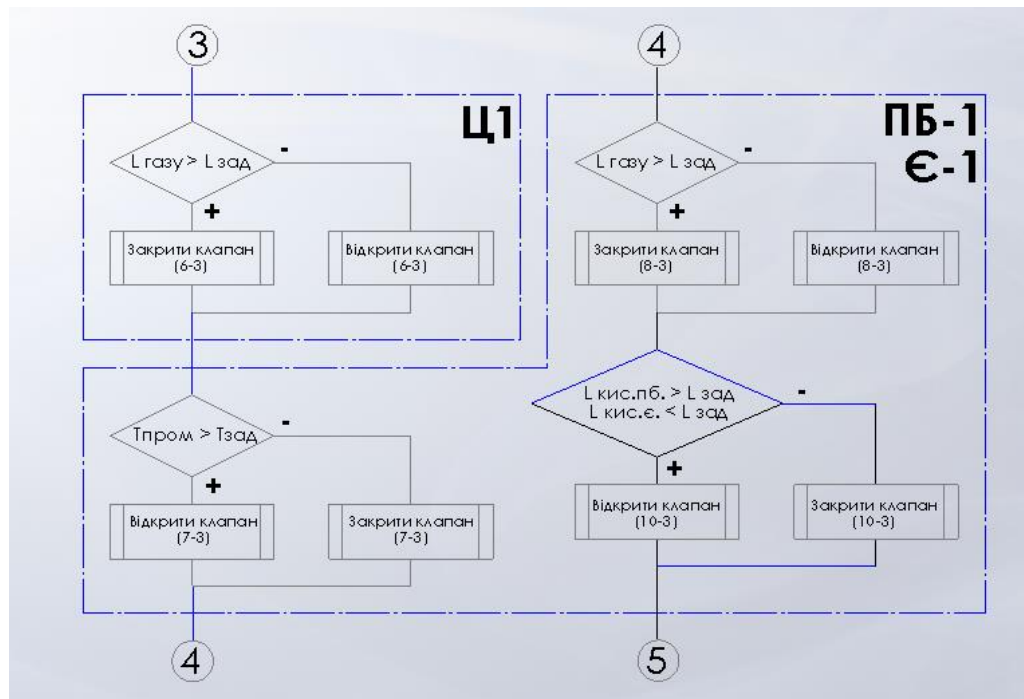 3
Ц1
L газу > L зад
-
+
Закрити клапан
(6-3)
Відкрити клапан
(6-3)
Tпром > Tзад
-
+
Відкрити клапан
(7-3)
Закрити клапан
(7-3)
4
4
ПБ-1
Є-1
L газу > L зад
-
+
Закрити клапан
(8-3)
Відкрити клапан
(8-3)
L кис.пб. > L зад
L кис.є. < L зад
-
+
Відкрити клапан
(10-3)
Закрити клапан
(10-3)
5